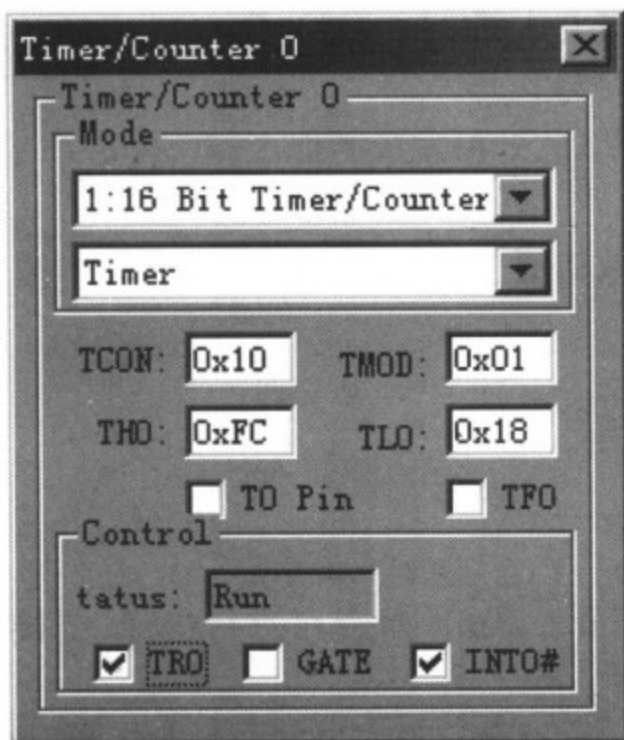 Timer/Counter 0
Timer/Counter 0
Mode
1:16 Bit Timer/Counter
Timer
TCON: 0x10 TMOD: 0x01
TH0: 0xFC TL0: 0x18
T0 Pin TF0
Control
tatus: Run
TR0 GATE INT0#